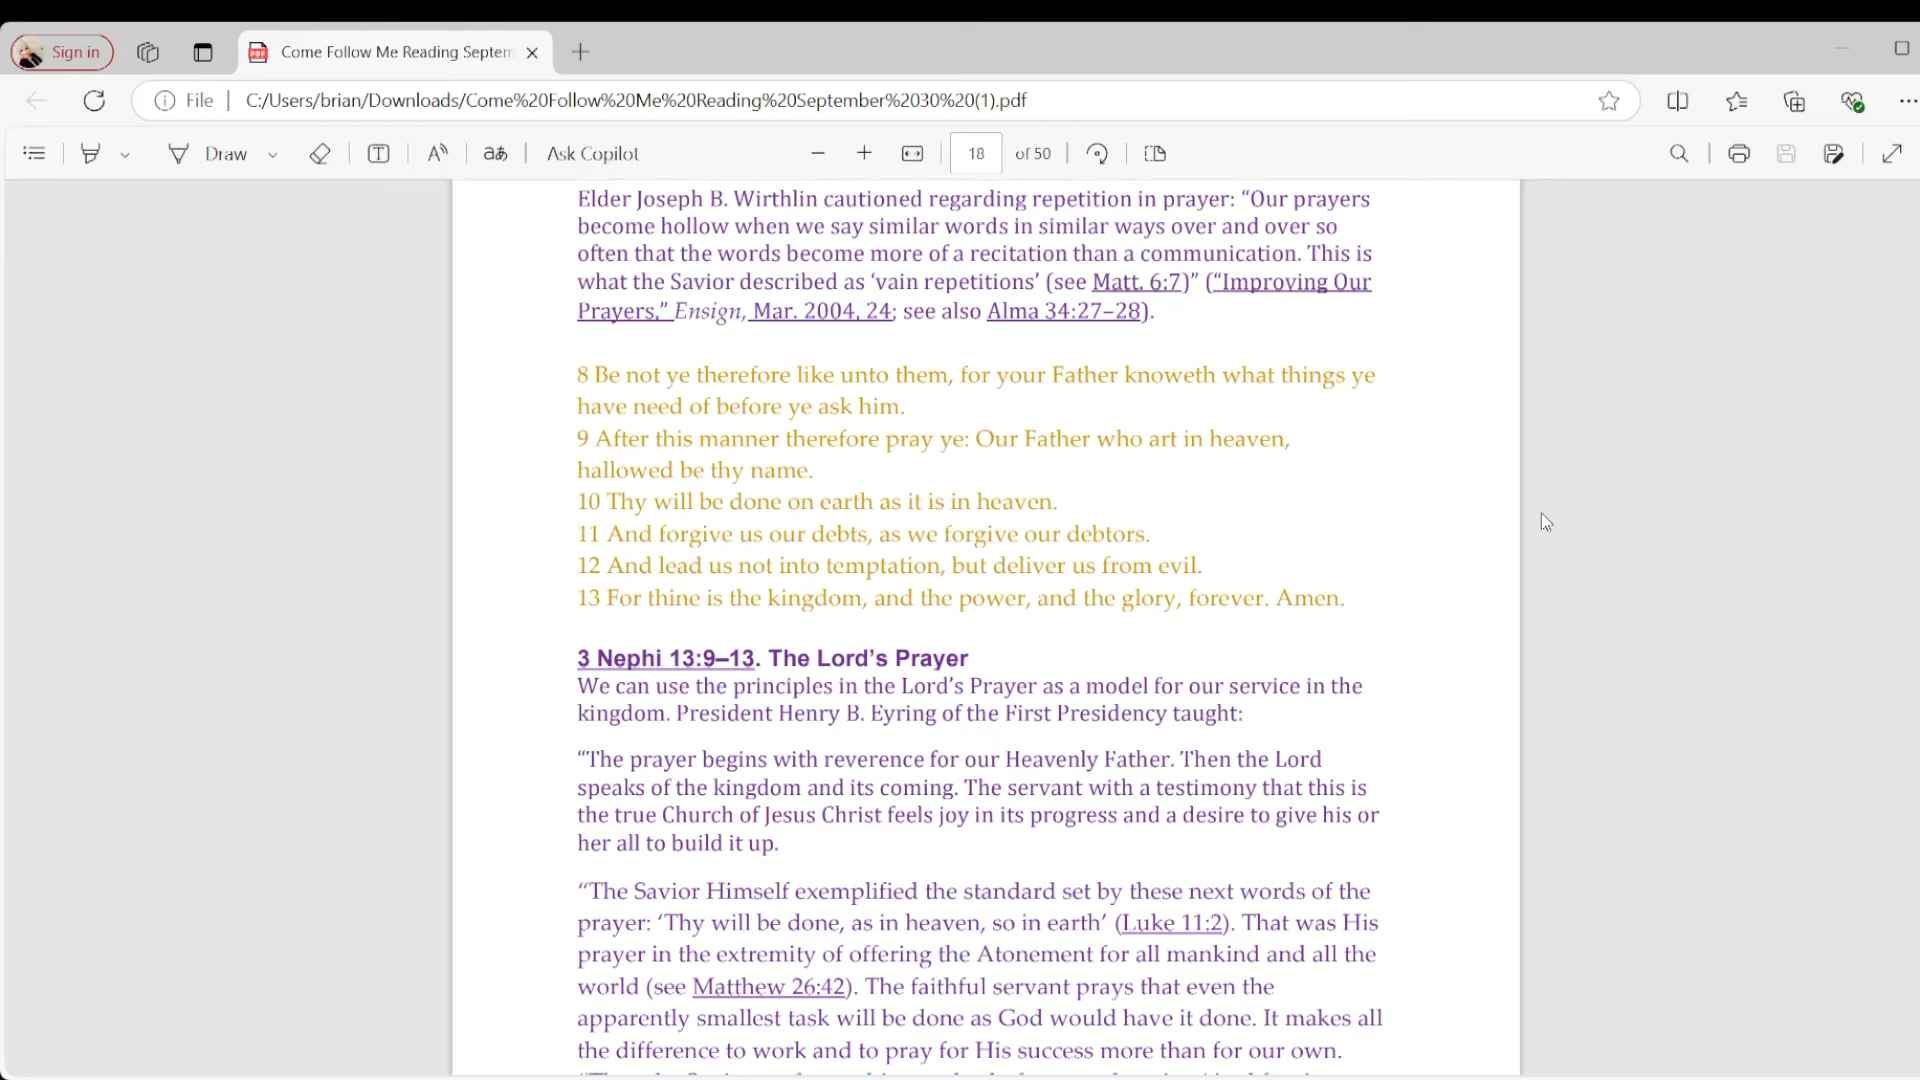 Sign in
Come Follow Me Reading Septem
File
C:/Users/brian/Downloads/Come%20Follow%20Me%20Reading%20September%2030%20(1).pdf
Draw
Ask Copilot
18 of 50
Elder Joseph B. Wirthlin cautioned regarding repetition in prayer: “Our prayers
become hollow when we say similar words in similar ways over and over so
often that the words become more of a recitation than a communication. This is
what the Savior described as ‘vain repetitions’ (see Matt. 6:7)” (“Improving Our
Prayers,” Ensign, Mar. 2004, 24; see also Alma 34:27–28).
8 Be not ye therefore like unto them, for your Father knoweth what things ye
have need of before ye ask him.
9 After this manner therefore pray ye: Our Father who art in heaven,
hallowed be thy name.
10 Thy will be done on earth as it is in heaven.
11 And forgive us our debts, as we forgive our debtors.
12 And lead us not into temptation, but deliver us from evil.
13 For thine is the kingdom, and the power, and the glory, forever. Amen.
3 Nephi 13:9–13. The Lord’s Prayer
We can use the principles in the Lord’s Prayer as a model for our service in the
kingdom. President Henry B. Eyring of the First Presidency taught:
“The prayer begins with reverence for our Heavenly Father. Then the Lord
speaks of the kingdom and its coming. The servant with a testimony that this is
the true Church of Jesus Christ feels joy in its progress and a desire to give his or
her all to build it up.
“The Savior Himself exemplified the standard set by these next words of the
prayer: ‘Thy will be done, as in heaven, so in earth’ (Luke 11:2). That was His
prayer in the extremity of offering the Atonement for all mankind and all the
world (see Matthew 26:42). The faithful servant prays that even the
apparently smallest task will be done as God would have it done. It makes all
the difference to work and to pray for His success more than for our own.